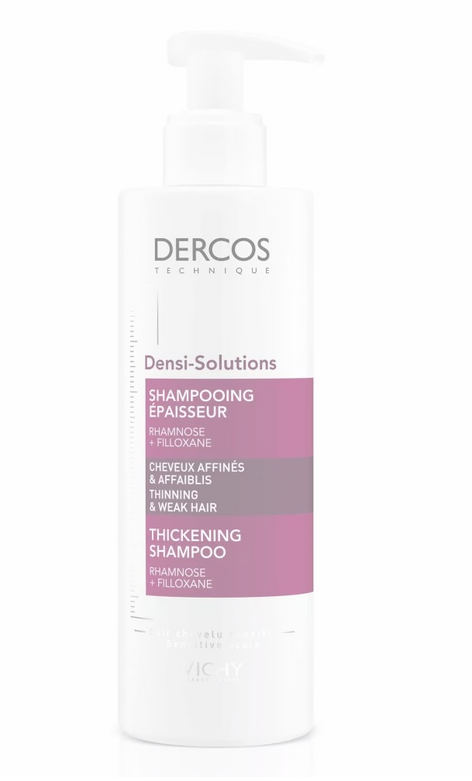 DERCOS
TECHNIQUE
Densi-Solutions
SHAMPOOING
ÉPAISSEUR
RHAMNOSE
+ FILLOXANE
CHEVEUX AFFINÉS
& AFFAIBLIS
THINNING
& WEAK HAIR
THICKENING
SHAMPOO
RHAMNOSE
+ FILLOXANE
VICHY